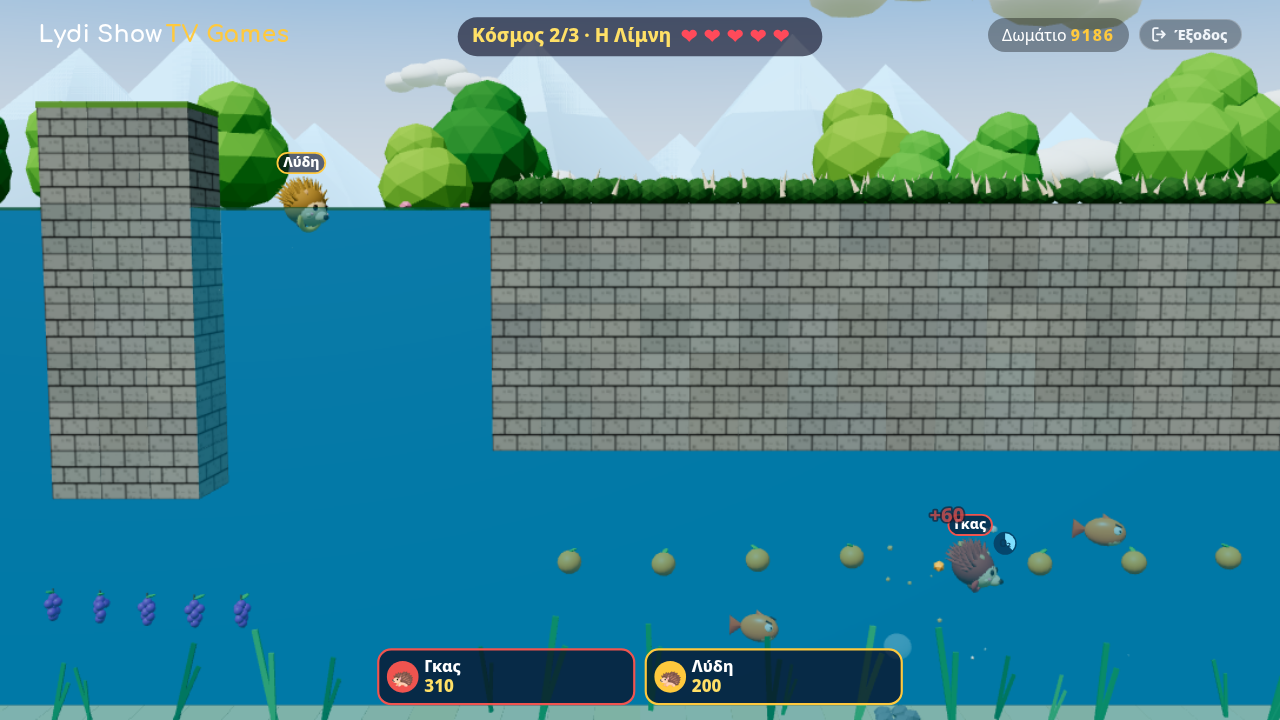 Lydi Show TV Games
Κόσμος 2/3 · Η Λίμνη
Δωμάτιο 9186
Έξοδος
Λύδη
+60
Γκας
Γκας
310
Λύδη
200